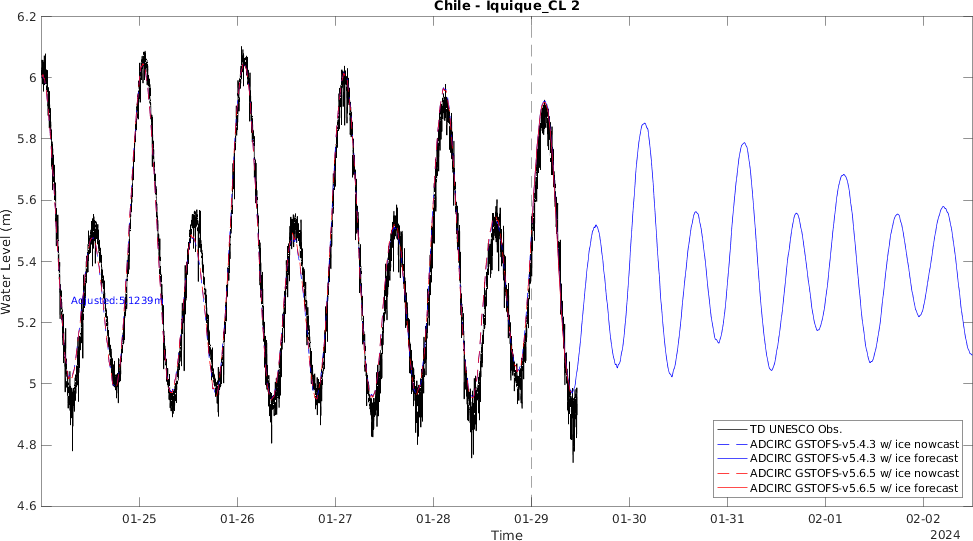 Chile - Iquique_CL 2
6.2
6
5.8
5.6
5.4
5.2
5
4.8
4.6
Water Level (m)
Adjusted:5.1239m
TD UNESCO Obs.
ADCIRC GSTOFS-v5.4.3 w/ ice nowcast
ADCIRC GSTOFS-v5.4.3 w/ ice forecast
ADCIRC GSTOFS-v5.6.5 w/ ice nowcast
ADCIRC GSTOFS-v5.6.5 w/ ice forecast
01-25 01-26 01-27 01-28 01-29 01-30 01-31 02-01 02-02
Time
2024